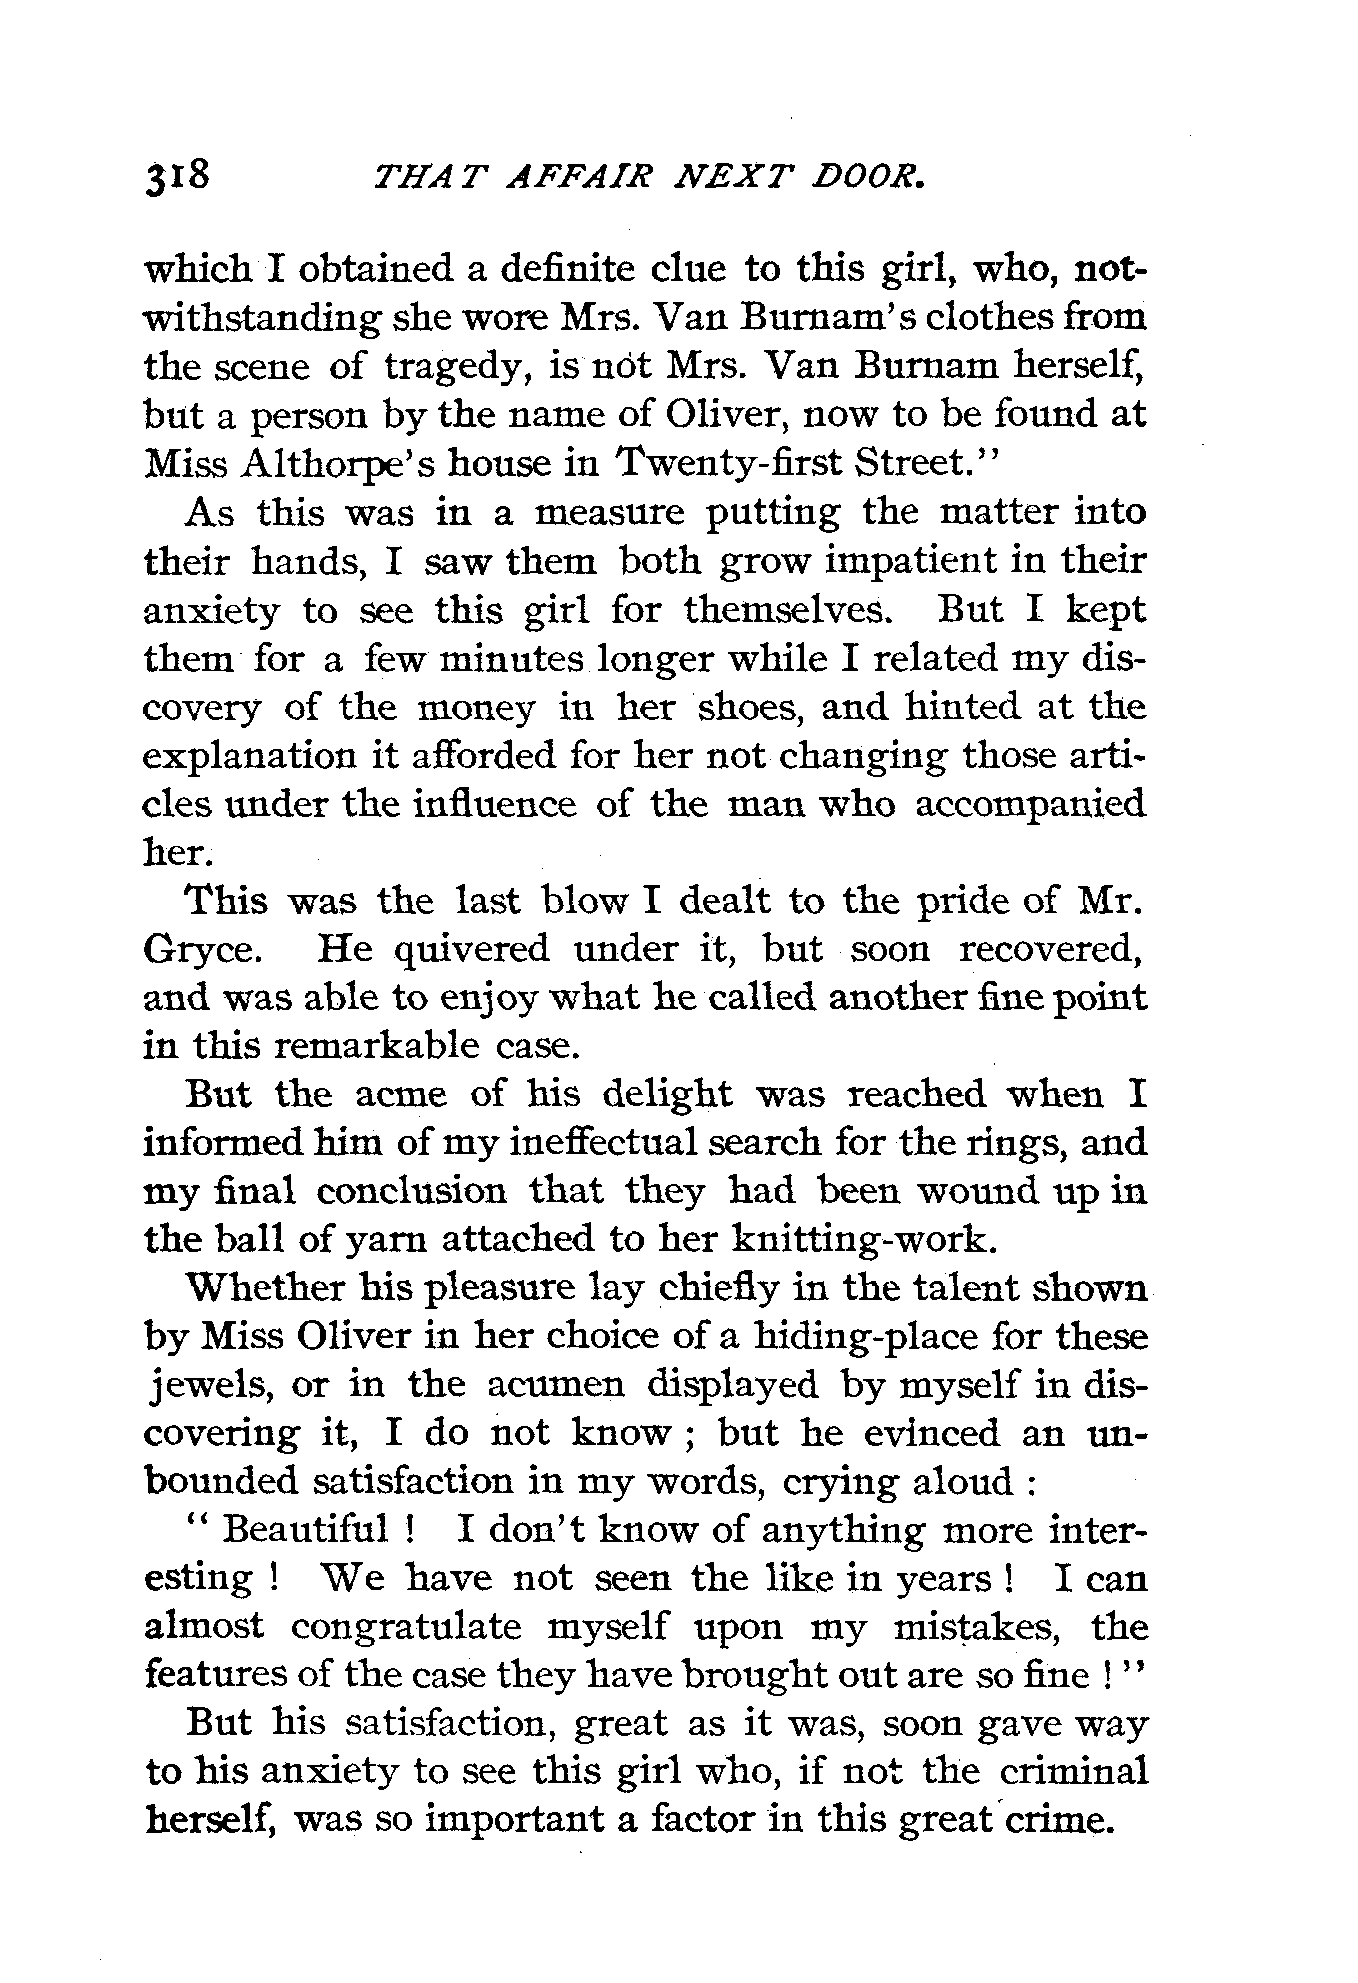 318 THAT AFFAIR NEXT DOOR.
which I obtained a definite clue to this girl, who, not-
withstanding she wore Mrs. Van Burnam's clothes from
the scene of tragedy, is not Mrs. Van Burnam herself,
but a person by the name of Oliver, now to be found at
Miss Althorpe's house in Twenty-first Street."
As this was in a measure putting the matter into
their hands, I saw them both grow impatient in their
anxiety to see this girl for themselves. But I kept
them for a few minutes longer while I related my dis-
covery of the money in her shoes, and hinted at the
explanation it afforded for her not changing those arti-
cles under the influence of the man who accompanied
her.
This was the last blow I dealt to the pride of Mr.
Gryce. He quivered under it, but soon recovered,
and was able to enjoy what he called another fine point
in this remarkable case.
But the acme of his delight was reached when I
informed him of my ineffectual search for the rings, and
my final conclusion that they had been wound up in
the ball of yarn attached to her knitting-work.
Whether his pleasure lay chiefly in the talent shown
by Miss Oliver in her choice of a hiding-place for these
jewels, or in the acumen displayed by myself in dis-
covering it, I do not know ; but he evinced an un-
bounded satisfaction in my words, crying aloud :
" Beautiful ! I don't know of anything more inter-
esting ! We have not seen the like in years ! I can
almost congratulate myself upon my mistakes, the
features of the case they have brought out are so fine ! "
But his satisfaction, great as it was, soon gave way
to his anxiety to see this girl who, if not the criminal
herself, was so important a factor in this great crime.